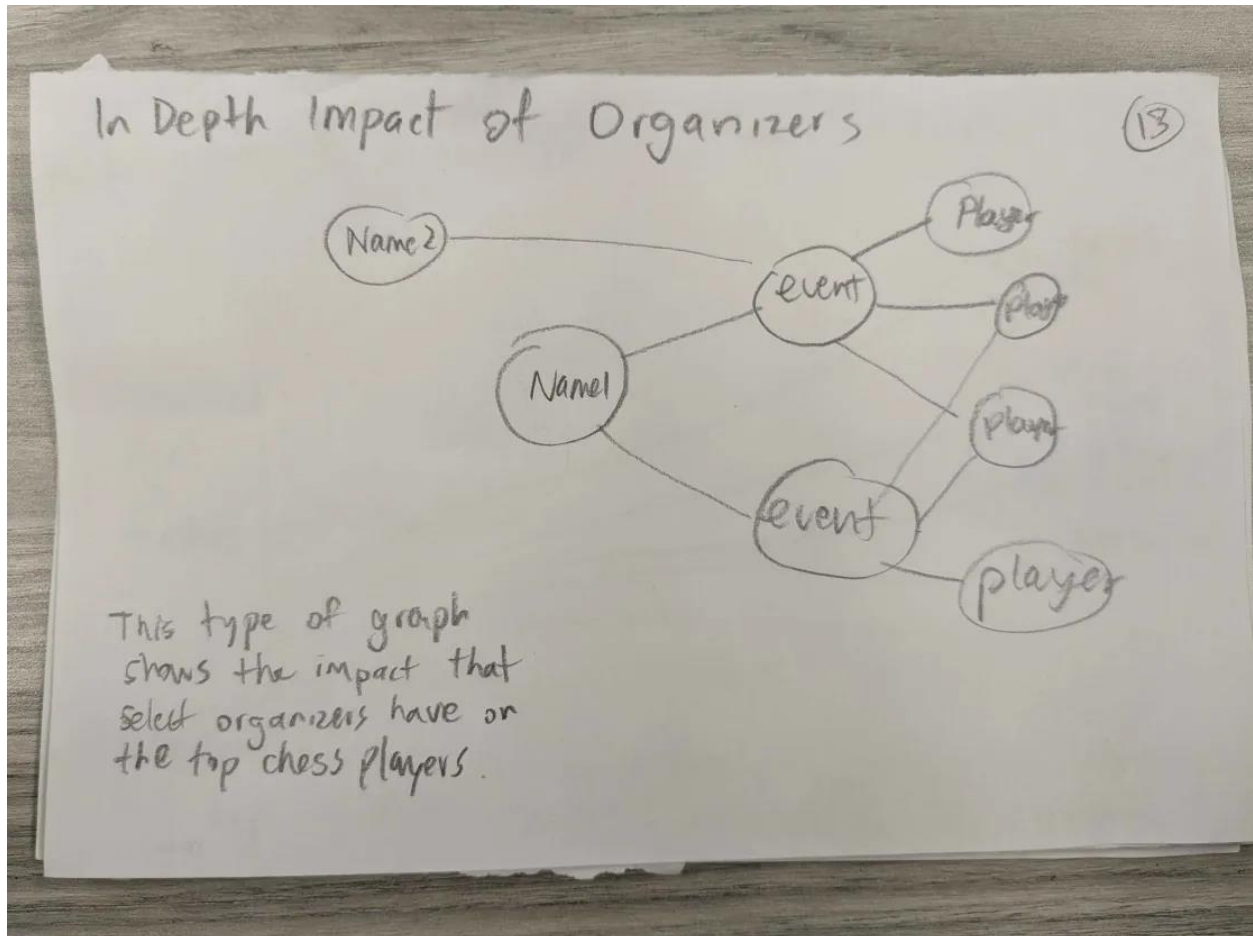 In Depth Impact of Organizers
13
Name2
Player
event
play
Name1
player
event
player
This type of graph
shows the impact that
select organizers have on
the top chess players.